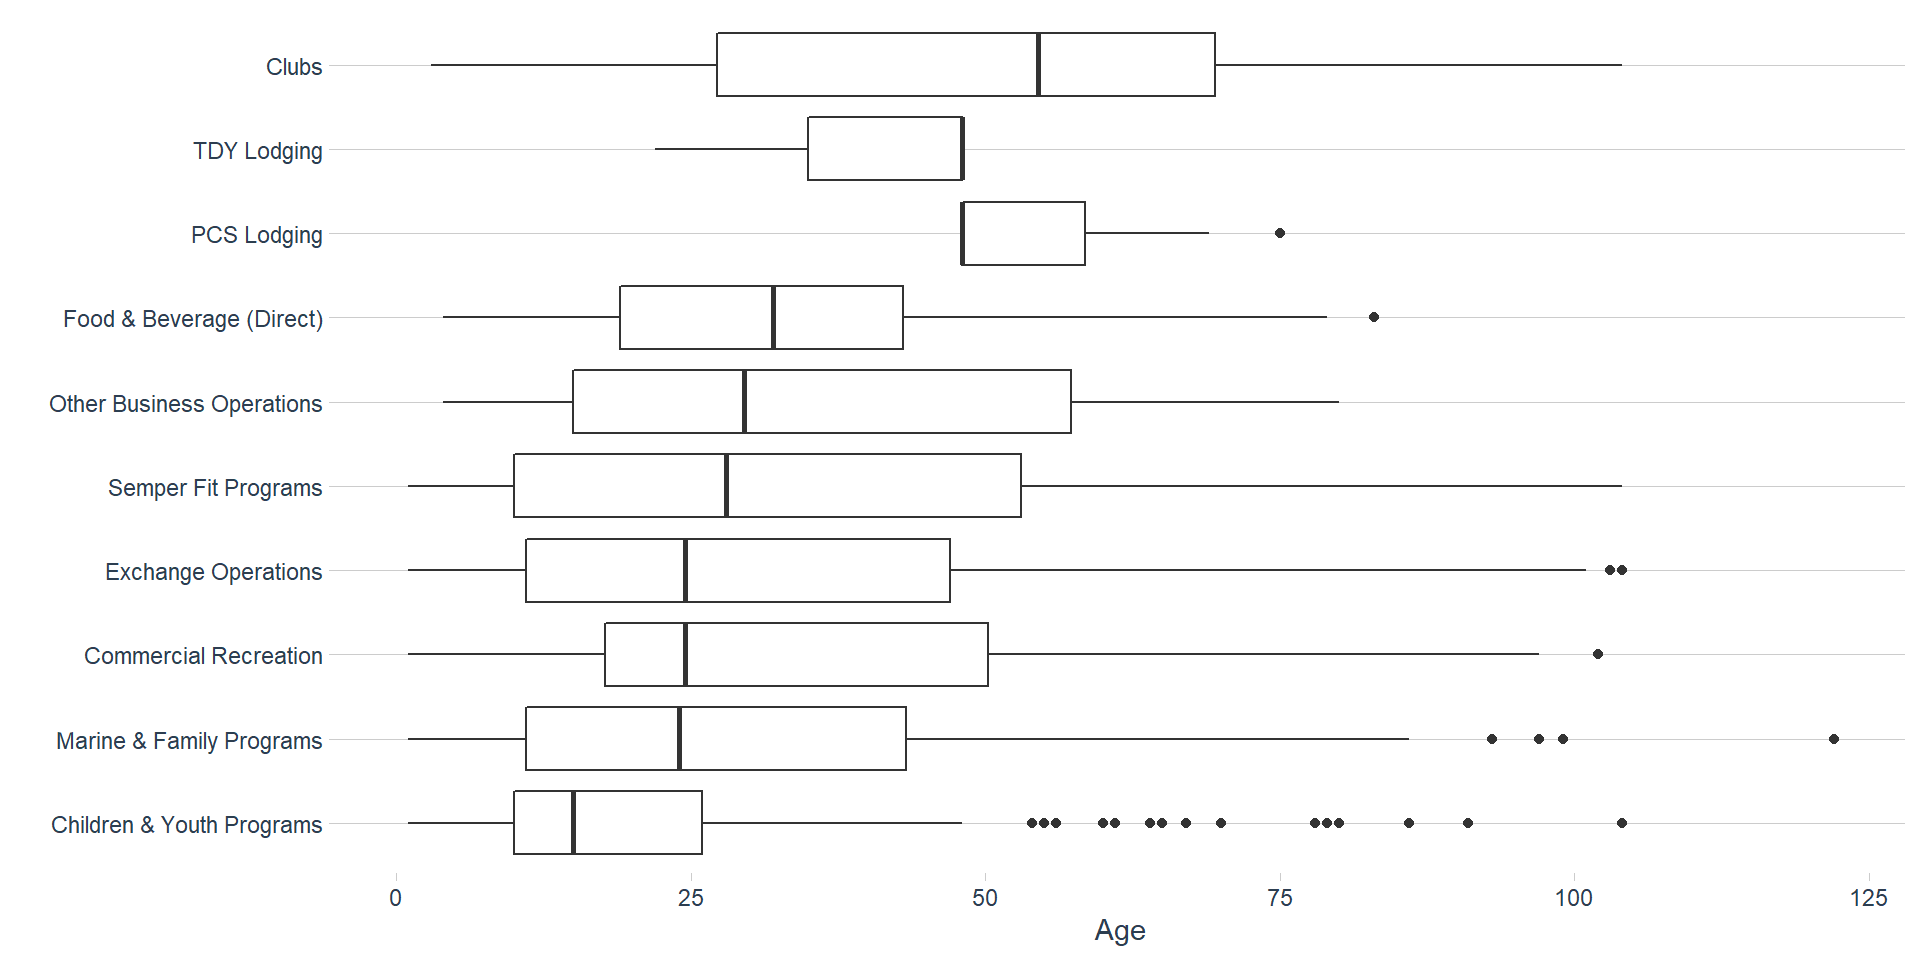 Clubs
TDY Lodging
PCS Lodging
Food & Beverage (Direct)
Other Business Operations
Semper Fit Programs
Exchange Operations
Commercial Recreation
Marine & Family Programs
Children & Youth Programs
0 25 50 75 100 125
Age